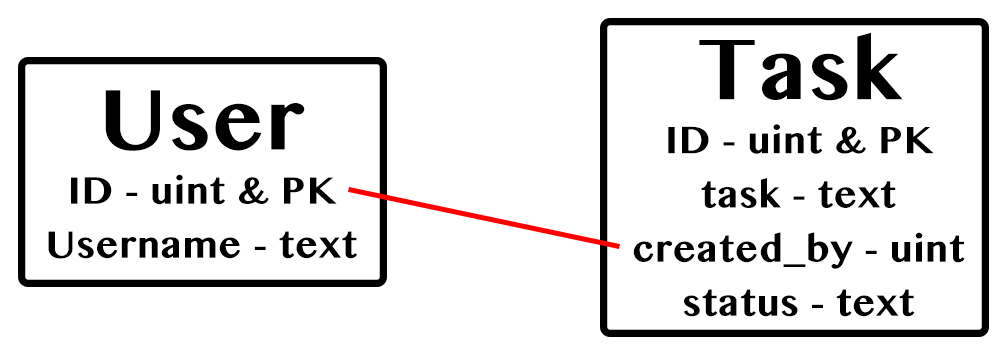 User
ID - uint & PK
Username - text
Task
ID - uint & PK
task - text
created_by - uint
status - text